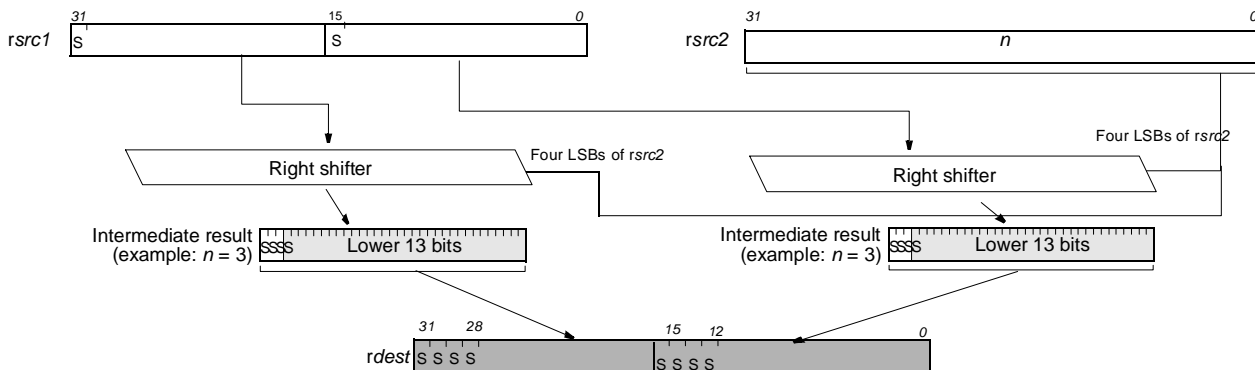 31 15 0 31 0
rsrc1 S S rsrc2 n
Four LSBs of rsrc2 Four LSBs of rsrc2
Right shifter Right shifter
Intermediate result Intermediate result
(example: n = 3) SSSS Lower 13 bits (example: n = 3) SSSS Lower 13 bits
31 28 15 12 0
rdest S S S S S S S S